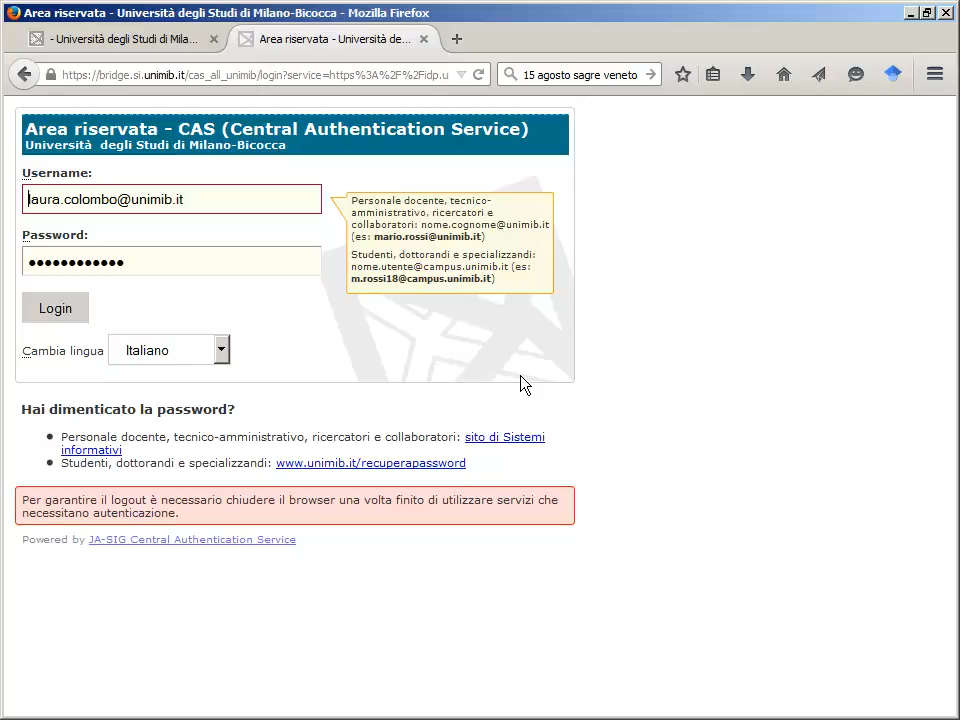 Area riservata - Università degli Studi di Milano-Bicocca - Mozilla Firefox
- Università degli Studi di Mila...
Area riservata - Università de...
https://bridge.si.unimib.it/cas_all_unimib/login?service=https%3A%2F%2Fidp.u
15 agosto sagre veneto
Area riservata - CAS (Central Authentication Service)
Università degli Studi di Milano-Bicocca
Username:
laura.colombo@unimib.it
Personale docente, tecnico-
amministrativo, ricercatori e
collaboratori: nome.cognome@unimib.it
(es: mario.rossi@unimib.it)
Studenti, dottorandi e specializzandi:
nome.utente@campus.unimib.it (es:
m.rossi18@campus.unimib.it)
Password:
●●●●●●●●●●●●
Login
Cambia lingua
Italiano
Hai dimenticato la password?
Personale docente, tecnico-amministrativo, ricercatori e collaboratori: sito di Sistemi
informativi
Studenti, dottorandi e specializzandi: www.unimib.it/recuperapassword
Per garantire il logout è necessario chiudere il browser una volta finito di utilizzare servizi che
necessitano autenticazione.
Powered by JA-SIG Central Authentication Service